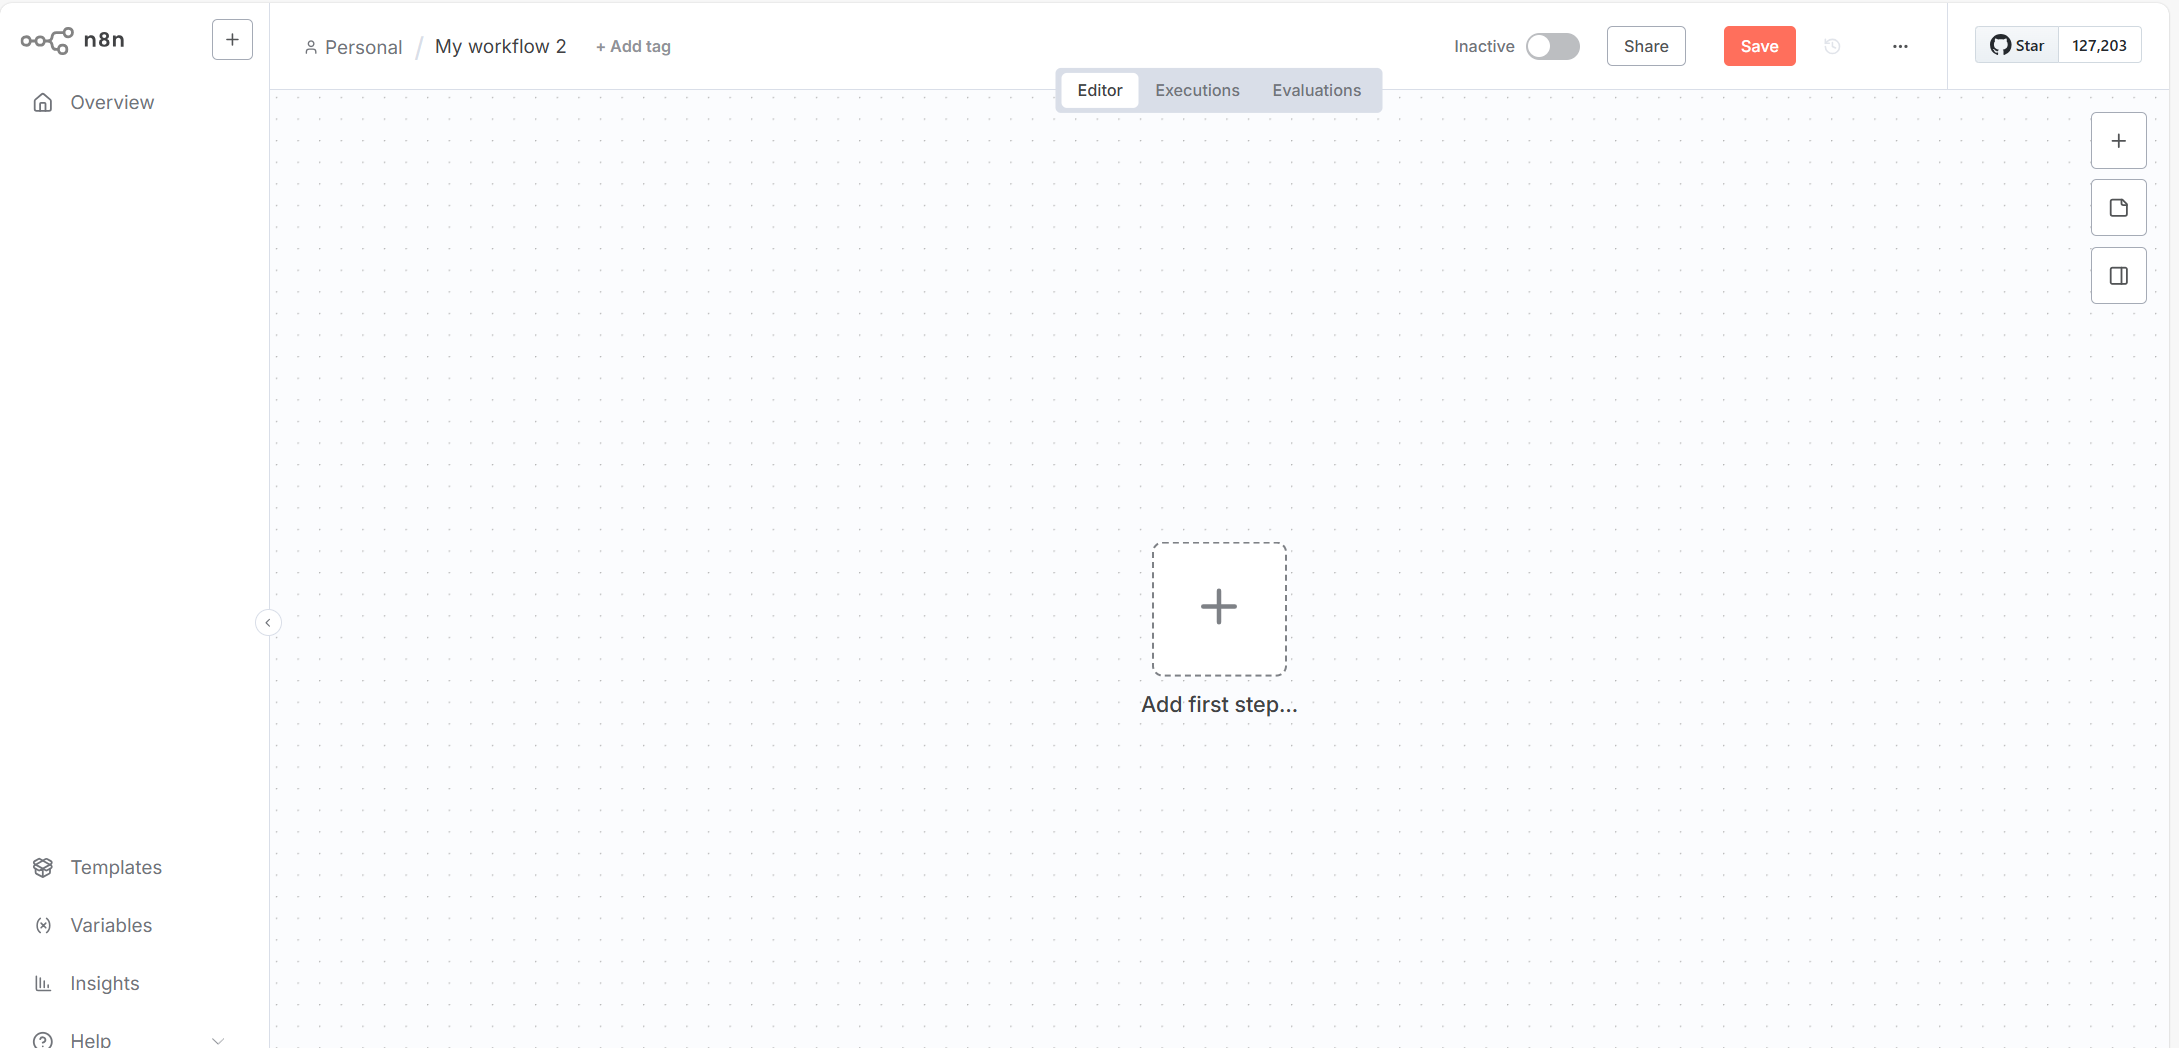 n8n
Overview
Personal / My workflow 2 + Add tag
Inactive Share Save ... Star 127,203
Editor Executions Evaluations
Add first step...
Templates
Variables
Insights
Help